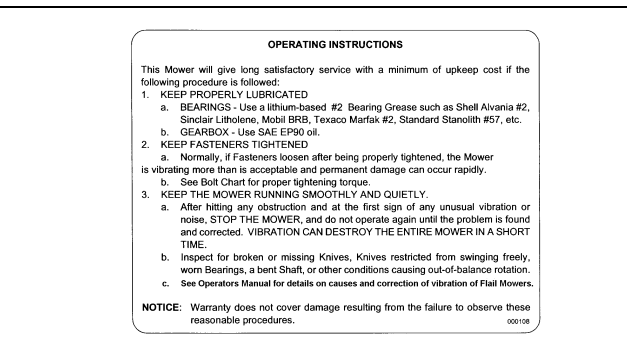 OPERATING INSTRUCTIONS
This Mower will give long satisfactory service with a minimum of upkeep cost if the
following procedure is followed:
1. KEEP PROPERLY LUBRICATED
a. BEARINGS - Use a lithium-based #2 Bearing Grease such as Shell Alvania #2,
Sinclair Litholene, Mobil BRB, Texaco Marfak #2, Standard Stanolith #57, etc.
b. GEARBOX - Use SAE EP90 oil.
2. KEEP FASTENERS TIGHTENED
a. Normally, if Fasteners loosen after being properly tightened, the Mower
is vibrating more than is acceptable and permanent damage can occur rapidly.
b. See Bolt Chart for proper tightening torque.
3. KEEP THE MOWER RUNNING SMOOTHLY AND QUIETLY.
a. After hitting any obstruction and at the first sign of any unusual vibration or
noise, STOP THE MOWER, and do not operate again until the problem is found
and corrected. VIBRATION CAN DESTROY THE ENTIRE MOWER IN A SHORT
TIME.
b. Inspect for broken or missing Knives, Knives restricted from swinging freely,
worn Bearings, a bent Shaft, or other conditions causing out-of-balance rotation.
c. See Operators Manual for details on causes and correction of vibration of Flail Mowers.
NOTICE: Warranty does not cover damage resulting from the failure to observe these
reasonable procedures. 000108